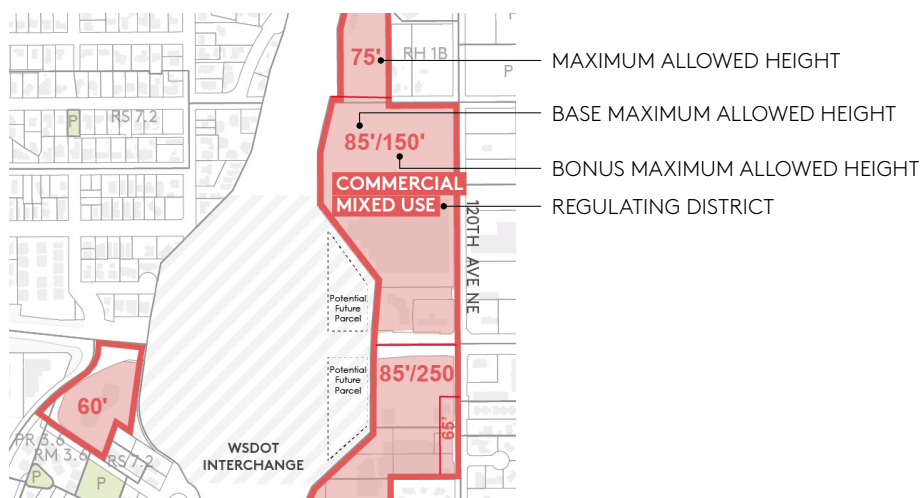 75'
RH 1B
P
MAXIMUM ALLOWED HEIGHT
RS 7.2
P
BASE MAXIMUM ALLOWED HEIGHT
85'/150'
BONUS MAXIMUM ALLOWED HEIGHT
COMMERCIAL
MIXED USE
REGULATING DISTRICT
120TH AVE NE
Potential
Future
Parcel
Potential
Future
Parcel
85'/250
65'
60'
PR 3.6
RM 3.6
RS 7.2
P
P
WSDOT
INTERCHANGE